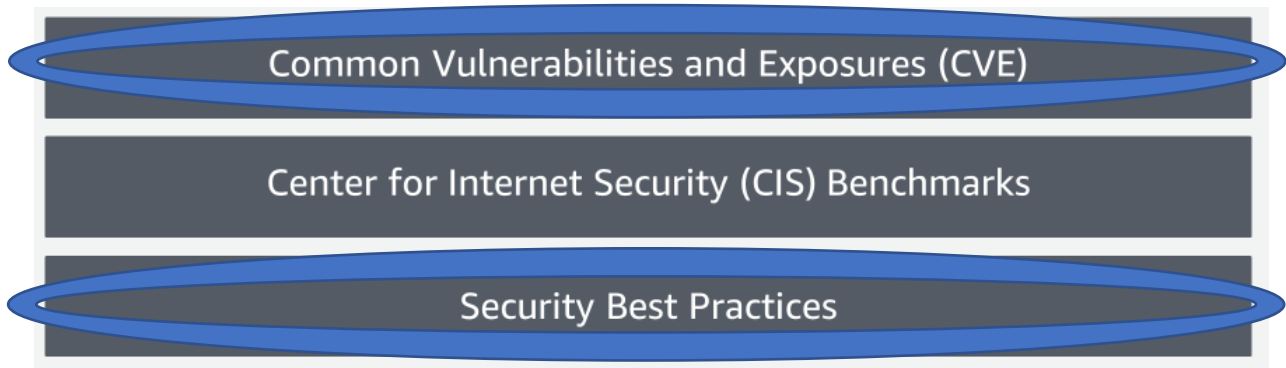 Common Vulnerabilities and Exposures (CVE)
Center for Internet Security (CIS) Benchmarks
Security Best Practices